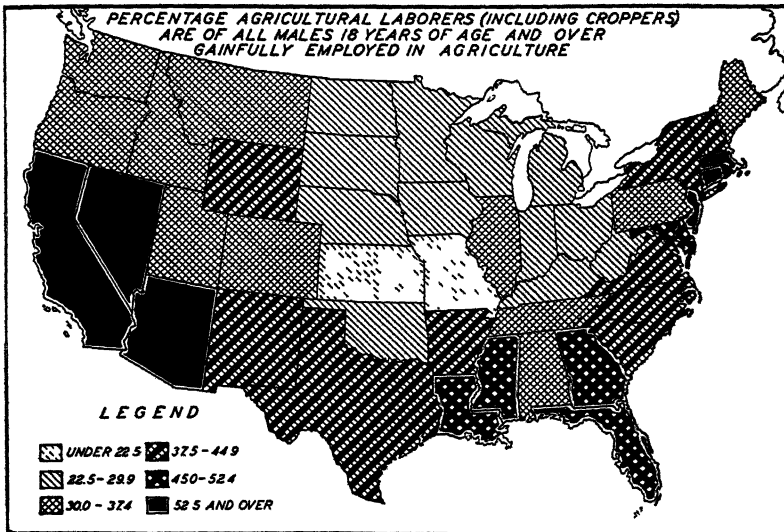 PERCENTAGE AGRICULTURAL LABORERS (INCLUDING CROPPERS)
ARE OF ALL MALES 18 YEARS OF AGE AND OVER
GAINFULLY EMPLOYED IN AGRICULTURE
LEGEND
UNDER 22.5 37.5-44.9
22.5-29.9 45.0-52.4
30.0-37.4 52.5 AND OVER